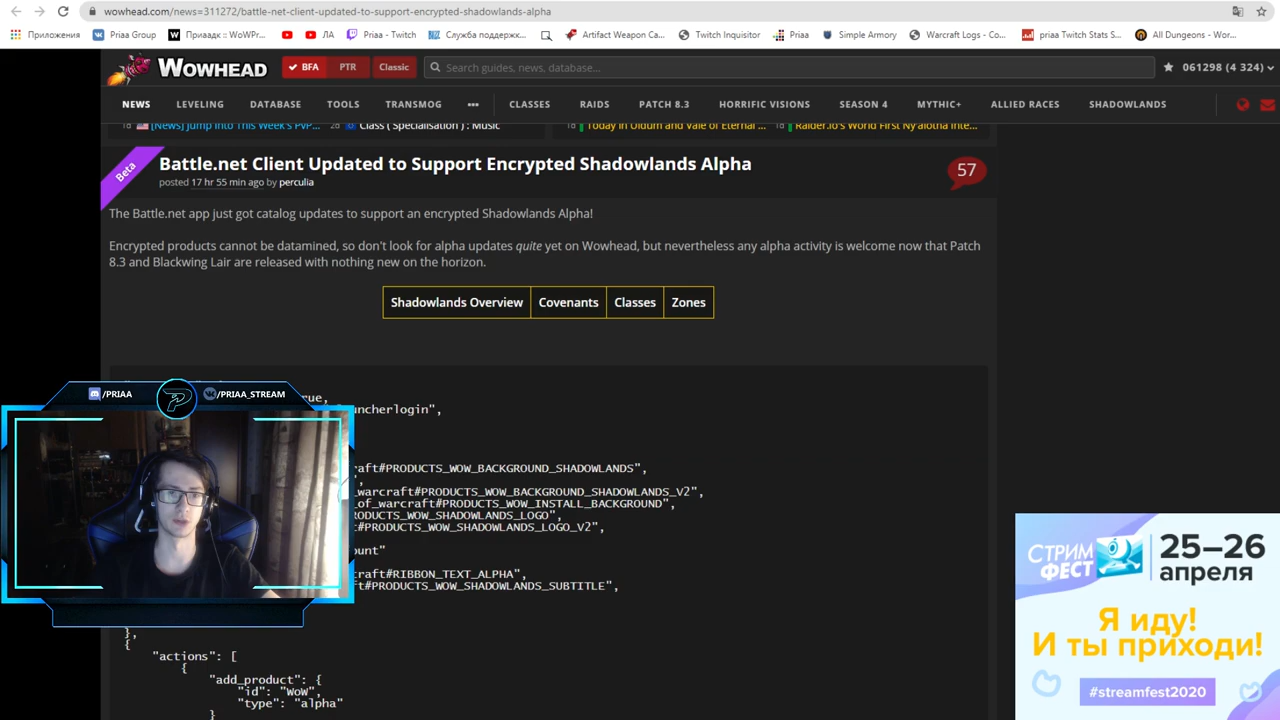 wowhead.com/news=311272/battle-net-client-updated-to-support-encrypted-shadowlands-alpha
Приложения Priaa Group Приаадк :: WoWPr... ЛА Priaa - Twitch Служба поддержк... Artifact Weapon Ca... Twitch Inquisitor Priaa Simple Armory Warcraft Logs - Co... priaa Twitch Stats S... All Dungeons - Wor...
WOWHEAD BFA PTR Classic Search guides, news, database... 061298 (4 324)
NEWS LEVELING DATABASE TOOLS TRANSMOG ••• CLASSES RAIDS PATCH 8.3 HORRIFIC VISIONS SEASON 4 MYTHIC+ ALLIED RACES SHADOWLANDS
1d [News] Jump Into This Week's PvP... 2d Class ( Specialisation ) : Music 1d Today in Uldum and Vale of Eternal ... 1d Raider.io's World First Ny'alotha Inte...
Beta
Battle.net Client Updated to Support Encrypted Shadowlands Alpha
57
posted 17 hr 55 min ago by perculia
The Battle.net app just got catalog updates to support an encrypted Shadowlands Alpha!
Encrypted products cannot be datamined, so don't look for alpha updates quite yet on Wowhead, but nevertheless any alpha activity is welcome now that Patch
8.3 and Blackwing Lair are released with nothing new on the horizon.
Shadowlands Overview Covenants Classes Zones
/PRIAA /PRIAA_STREAM
rue,
uncherlogin",
raft#PRODUCTS_WOW_BACKGROUND_SHADOWLANDS",
_warcraft#PRODUCTS_WOW_BACKGROUND_SHADOWLANDS_V2",
of_warcraft#PRODUCTS_WOW_INSTALL_BACKGROUND",
PRODUCTS_WOW_SHADOWLANDS_LOGO",
t#PRODUCTS_WOW_SHADOWLANDS_LOGO_V2",
ount"
craft#RIBBON_TEXT_ALPHA",
ft#PRODUCTS_WOW_SHADOWLANDS_SUBTITLE",
},
{
"actions": [
{
"add_product": {
"id": "WoW",
"type": "alpha"
}
СТРИМ
ФЕСТ
25–26
апреля
Я иду!
И ты приходи!
#streamfest2020